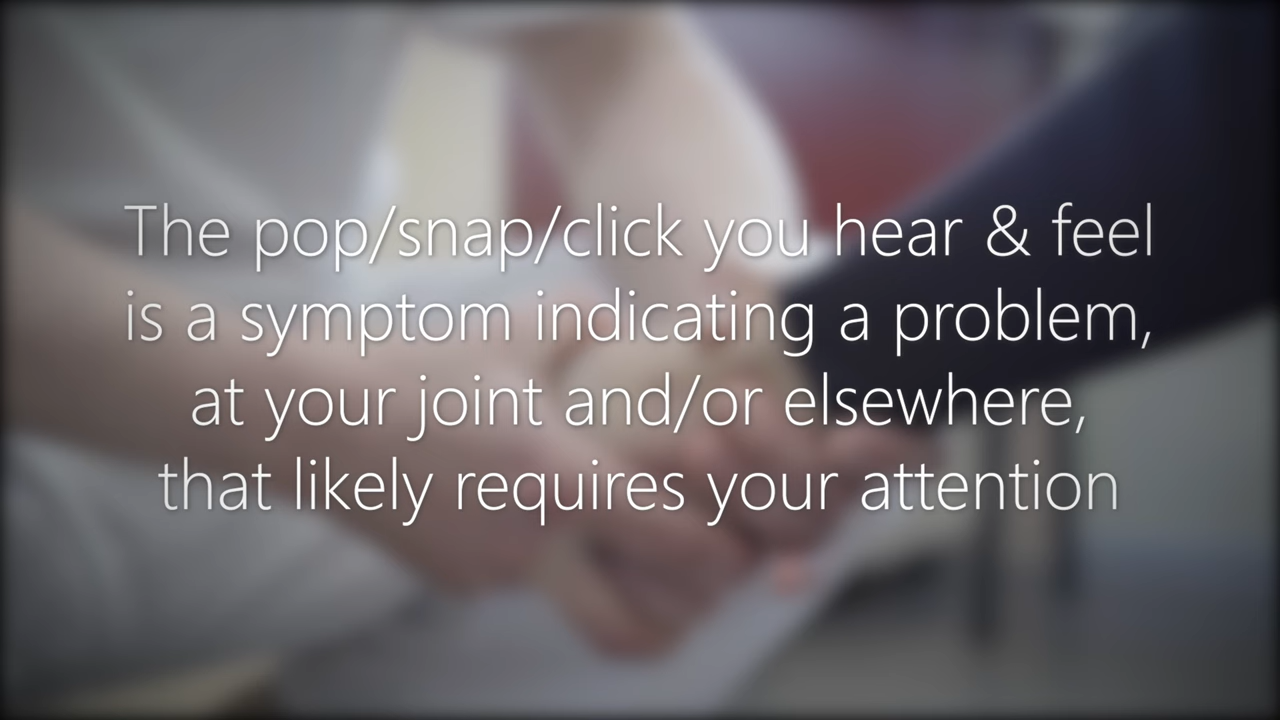 The pop/snap/click you hear & feel
is a symptom indicating a problem,
at your joint and/or elsewhere,
that likely requires your attention